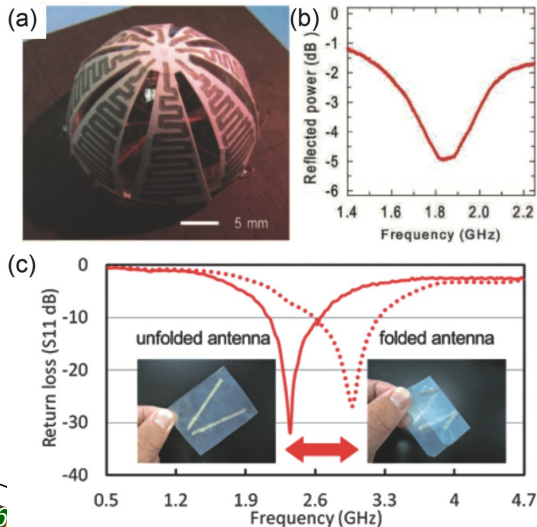 (a)
5 mm
(b)
Reflected power (dB)
0
-1
-2
-3
-4
-5
-6
1.4 1.6 1.8 2.0 2.2
Frequency (GHz)
(c)
Return loss (S11 dB)
0
-10
-20
-30
-40
unfolded antenna
folded antenna
0.5 1.2 1.9 2.6 3.3 4 4.7
Frequency (GHz)